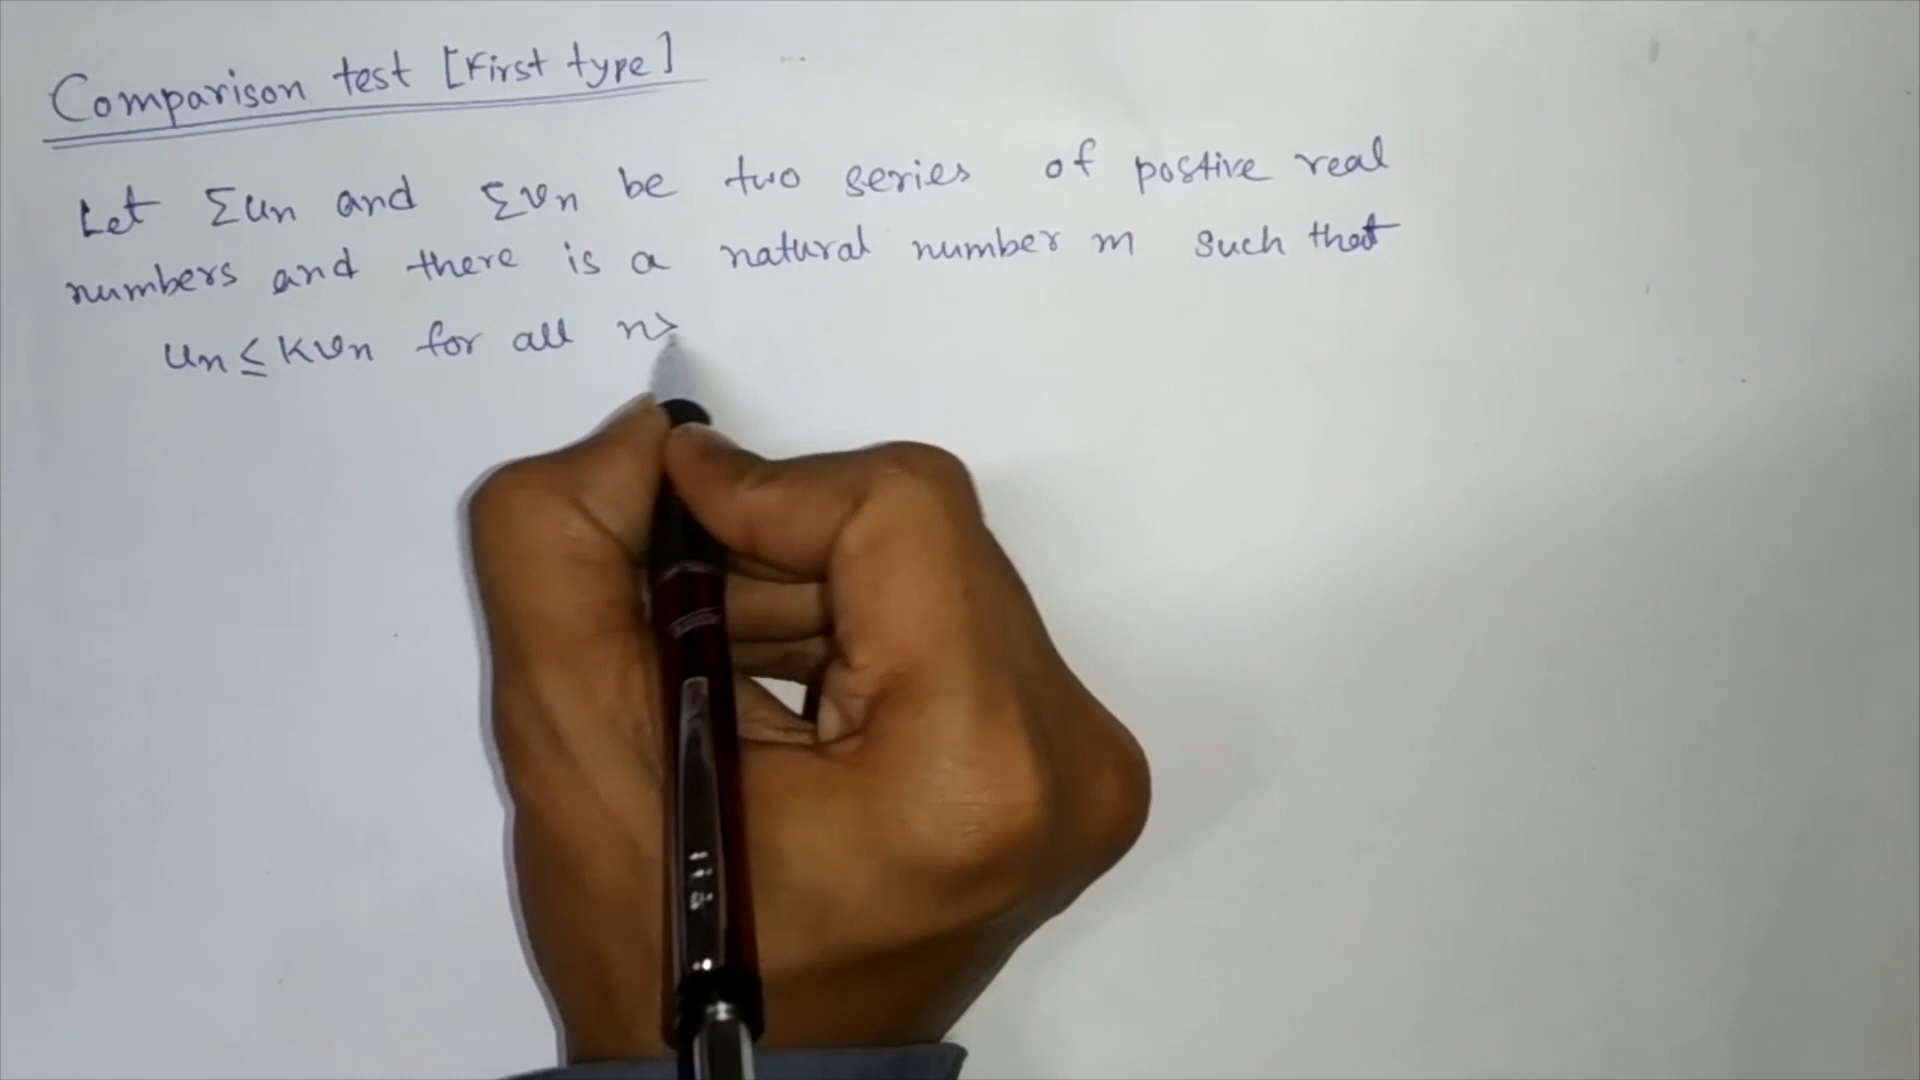 Comparison test [First type]
Let Σun and Σvn be two series of postive real
numbers and there is a natural number m such that
un ≤ kvn for all n>